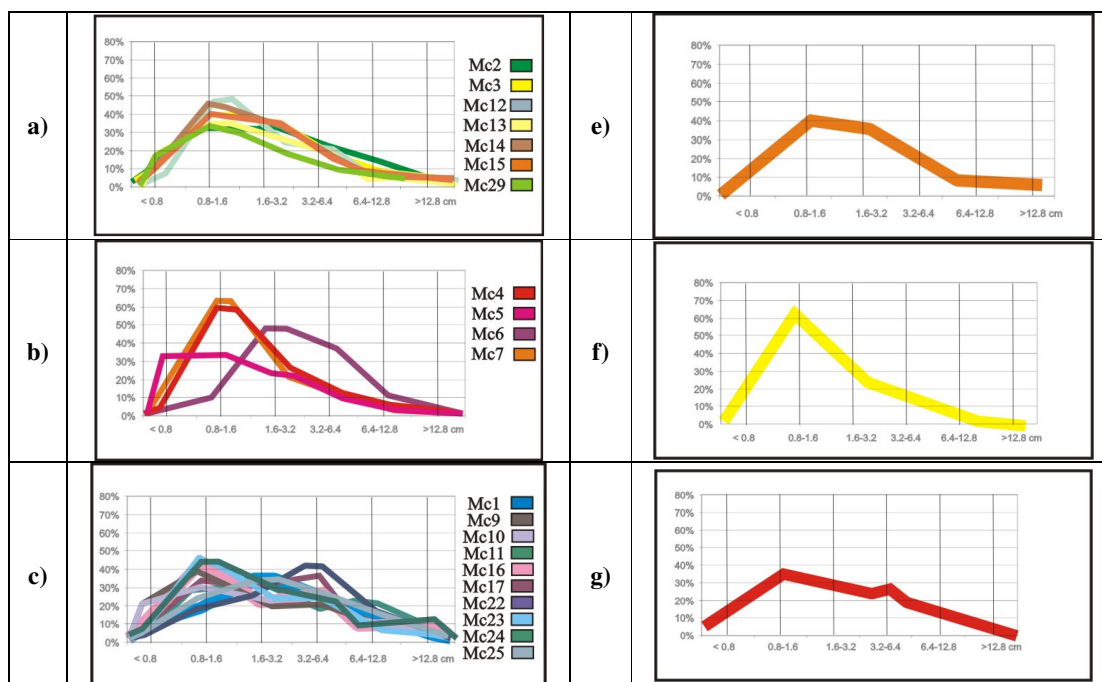 a)
80%
70%
60%
50%
40%
30%
20%
10%
0%
< 0.8
0.8-1.6
1.6-3.2
3.2-6.4
6.4-12.8
>12.8 cm
Mc2
Mc3
Mc12
Mc13
Mc14
Mc15
Mc29
e)
80%
70%
60%
50%
40%
30%
20%
10%
0%
< 0.8
0.8-1.6
1.6-3.2
3.2-6.4
6.4-12.8
>12.8 cm
b)
80%
70%
60%
50%
40%
30%
20%
10%
0%
< 0.8
0.8-1.6
1.6-3.2
3.2-6.4
6.4-12.8
>12.8 cm
Mc4
Mc5
Mc6
Mc7
f)
80%
70%
60%
50%
40%
30%
20%
10%
0%
< 0.8
0.8-1.6
1.6-3.2
3.2-6.4
6.4-12.8
>12.8 cm
c)
80%
70%
60%
50%
40%
30%
20%
10%
0%
< 0.8
0.8-1.6
1.6-3.2
3.2-6.4
6.4-12.8
>12.8 cm
Mc1
Mc9
Mc10
Mc11
Mc16
Mc17
Mc22
Mc23
Mc24
Mc25
g)
80%
70%
60%
50%
40%
30%
20%
10%
0%
< 0.8
0.8-1.6
1.6-3.2
3.2-6.4
6.4-12.8
>12.8 cm